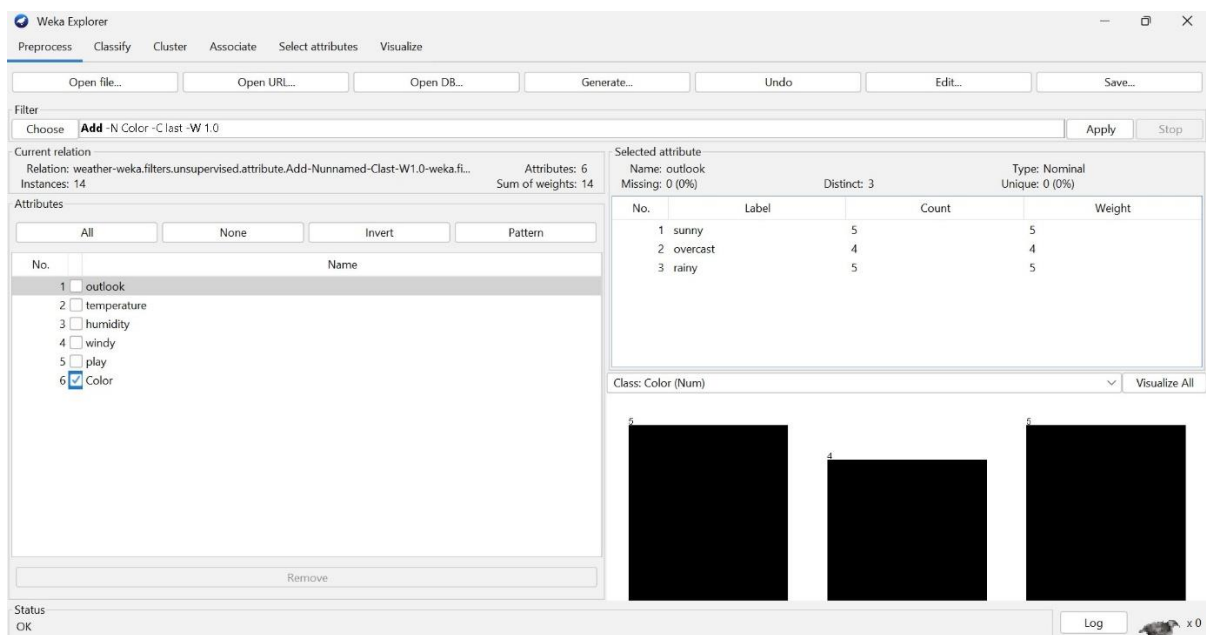 Weka Explorer
Preprocess Classify Cluster Associate Select attributes Visualize
Open file... Open URL... Open DB... Generate... Undo Edit... Save...
Filter
Choose Add -N Color -C last -W 1.0 Apply Stop
Current relation
Relation: weather-weka.filters.unsupervised.attribute.Add-Nunnamed-Clast-W1.0-weka.fi... Attributes: 6
Instances: 14 Sum of weights: 14
Attributes
All None Invert Pattern
No. Name
1 outlook
2 temperature
3 humidity
4 windy
5 play
6 Color
Remove
Selected attribute
Name: outlook Type: Nominal
Missing: 0 (0%) Distinct: 3 Unique: 0 (0%)
No. Label Count Weight
1 sunny 5 5
2 overcast 4 4
3 rainy 5 5
Class: Color (Num) Visualize All
5 4 5
Status
OK
Log x 0